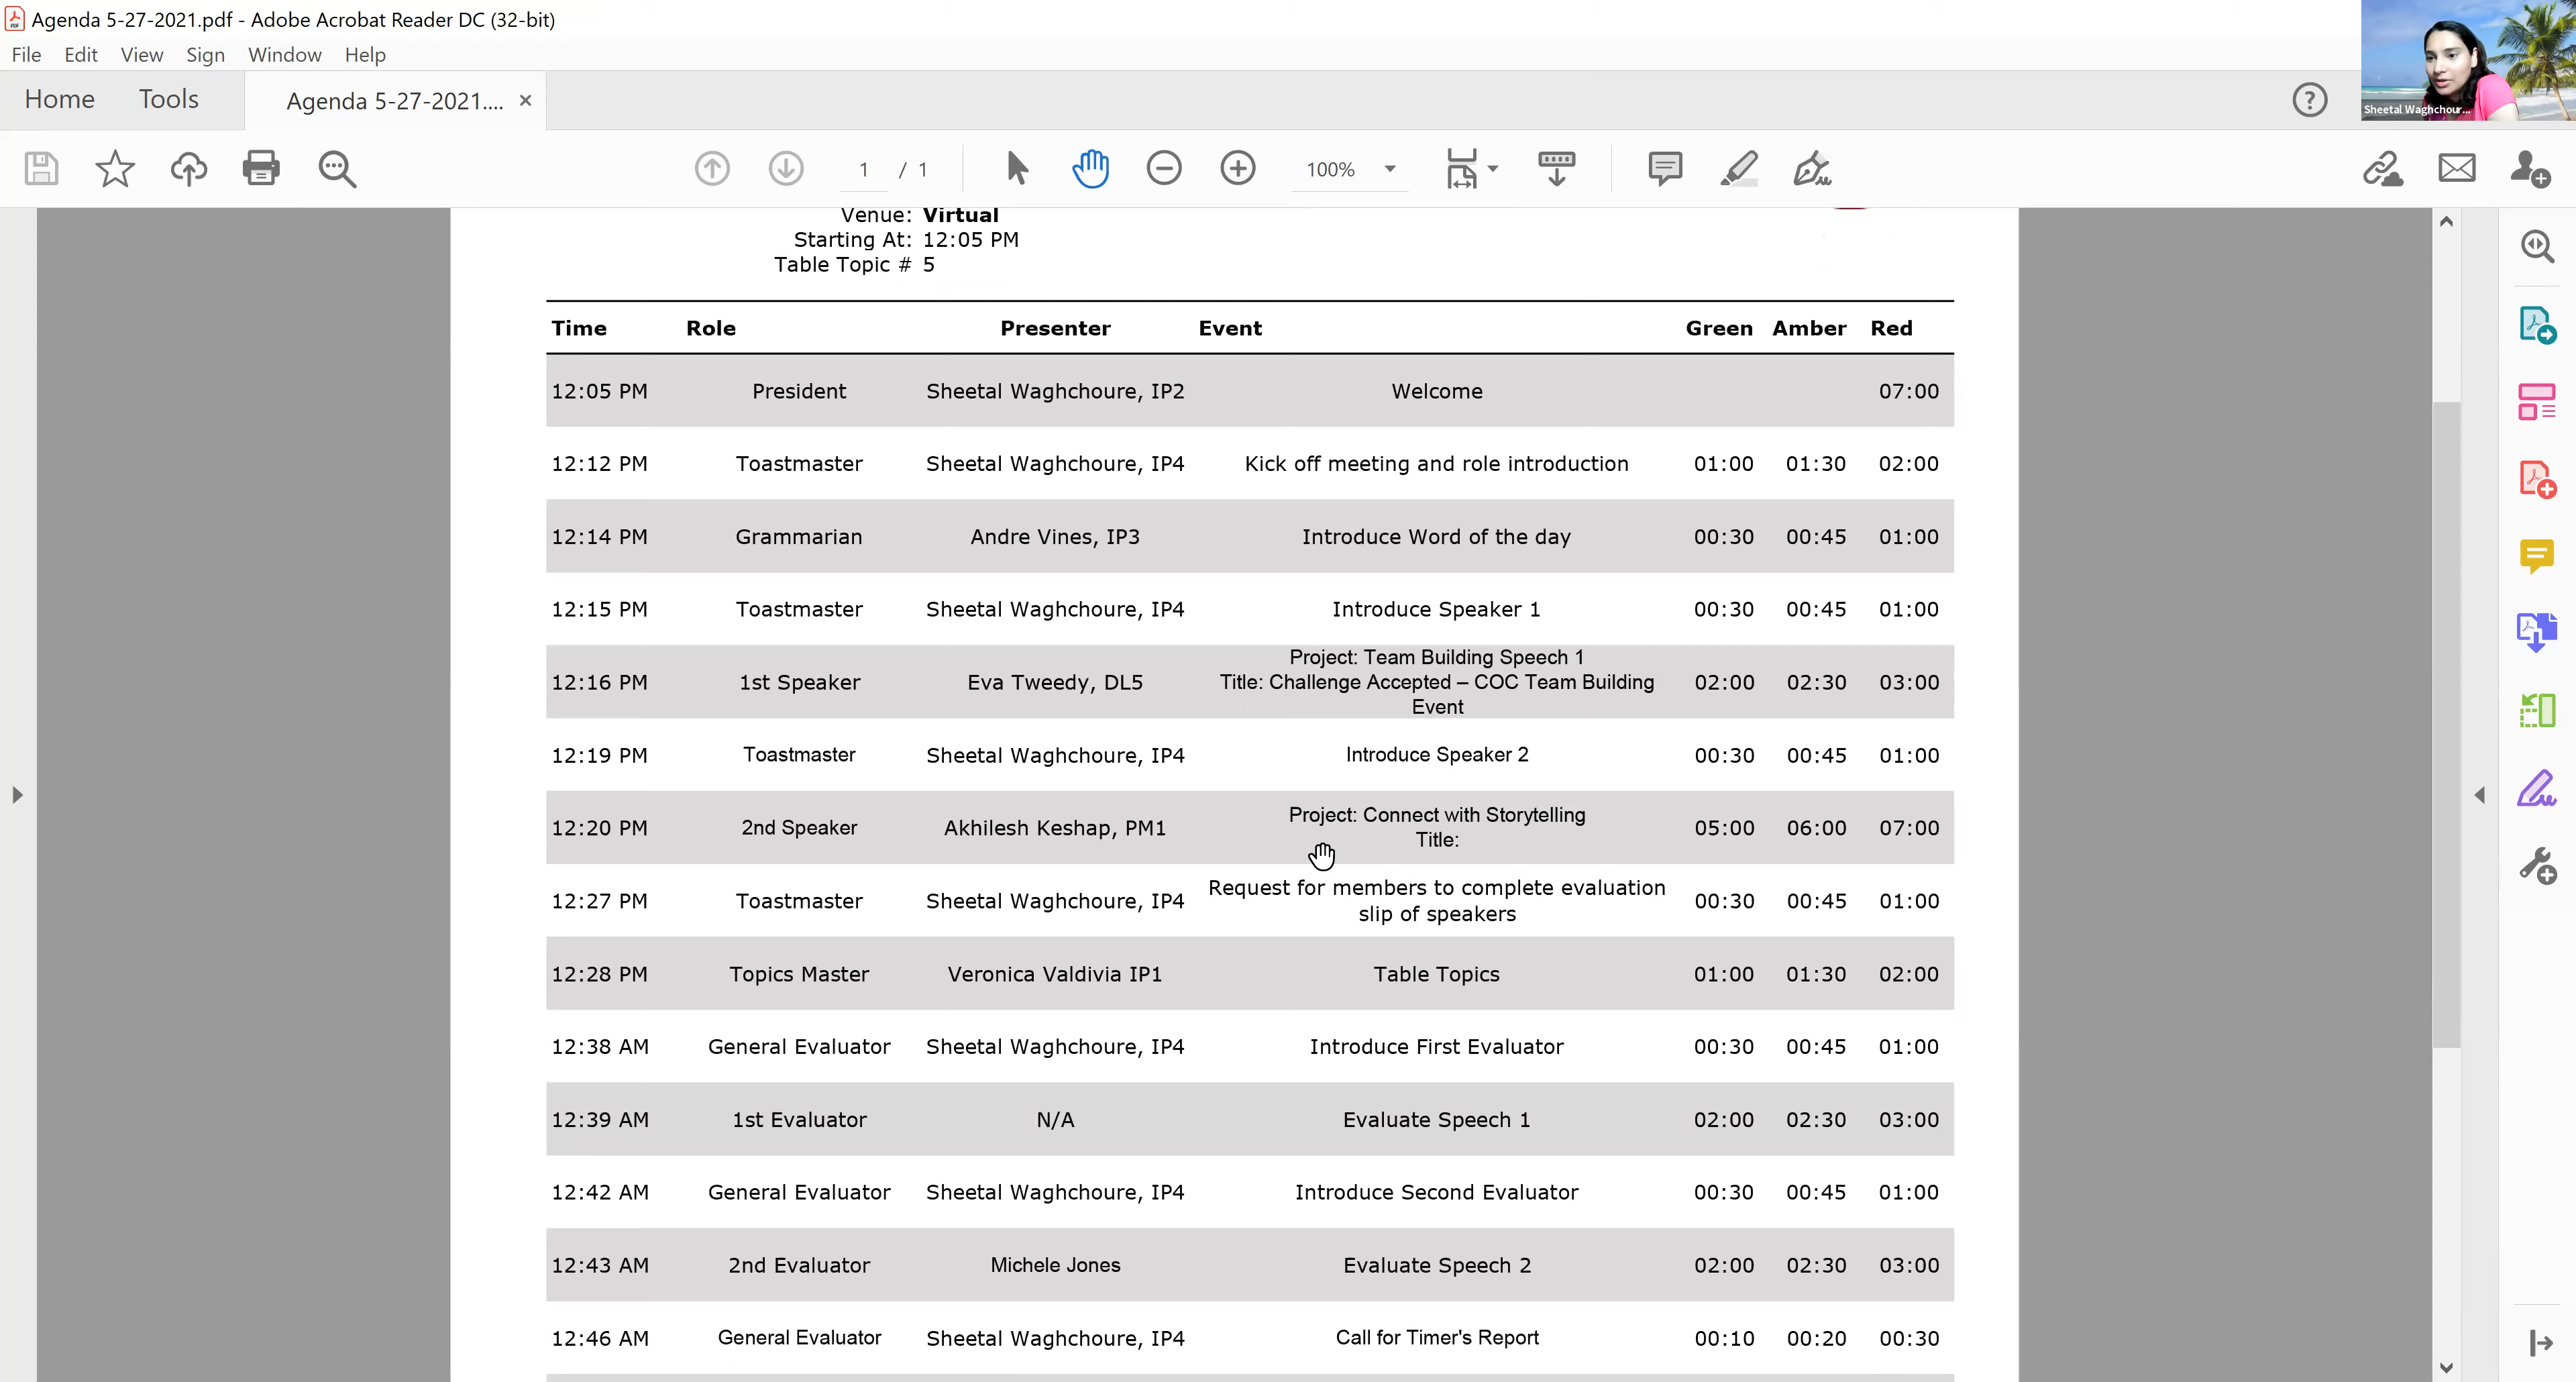 Agenda 5-27-2021.pdf - Adobe Acrobat Reader DC (32-bit)
File Edit View Sign Window Help
Home Tools Agenda 5-27-2021.... ×
Sheetal Waghchour...
1 / 1 100%
Venue: Virtual
Starting At: 12:05 PM
Table Topic # 5
Time Role Presenter Event Green Amber Red
12:05 PM President Sheetal Waghchoure, IP2 Welcome 07:00
12:12 PM Toastmaster Sheetal Waghchoure, IP4 Kick off meeting and role introduction 01:00 01:30 02:00
12:14 PM Grammarian Andre Vines, IP3 Introduce Word of the day 00:30 00:45 01:00
12:15 PM Toastmaster Sheetal Waghchoure, IP4 Introduce Speaker 1 00:30 00:45 01:00
Project: Team Building Speech 1
12:16 PM 1st Speaker Eva Tweedy, DL5 Title: Challenge Accepted – COC Team Building 02:00 02:30 03:00
Event
12:19 PM Toastmaster Sheetal Waghchoure, IP4 Introduce Speaker 2 00:30 00:45 01:00
Project: Connect with Storytelling
12:20 PM 2nd Speaker Akhilesh Keshap, PM1 05:00 06:00 07:00
Title:
Request for members to complete evaluation
12:27 PM Toastmaster Sheetal Waghchoure, IP4 00:30 00:45 01:00
slip of speakers
12:28 PM Topics Master Veronica Valdivia IP1 Table Topics 01:00 01:30 02:00
12:38 AM General Evaluator Sheetal Waghchoure, IP4 Introduce First Evaluator 00:30 00:45 01:00
12:39 AM 1st Evaluator N/A Evaluate Speech 1 02:00 02:30 03:00
12:42 AM General Evaluator Sheetal Waghchoure, IP4 Introduce Second Evaluator 00:30 00:45 01:00
12:43 AM 2nd Evaluator Michele Jones Evaluate Speech 2 02:00 02:30 03:00
12:46 AM General Evaluator Sheetal Waghchoure, IP4 Call for Timer's Report 00:10 00:20 00:30